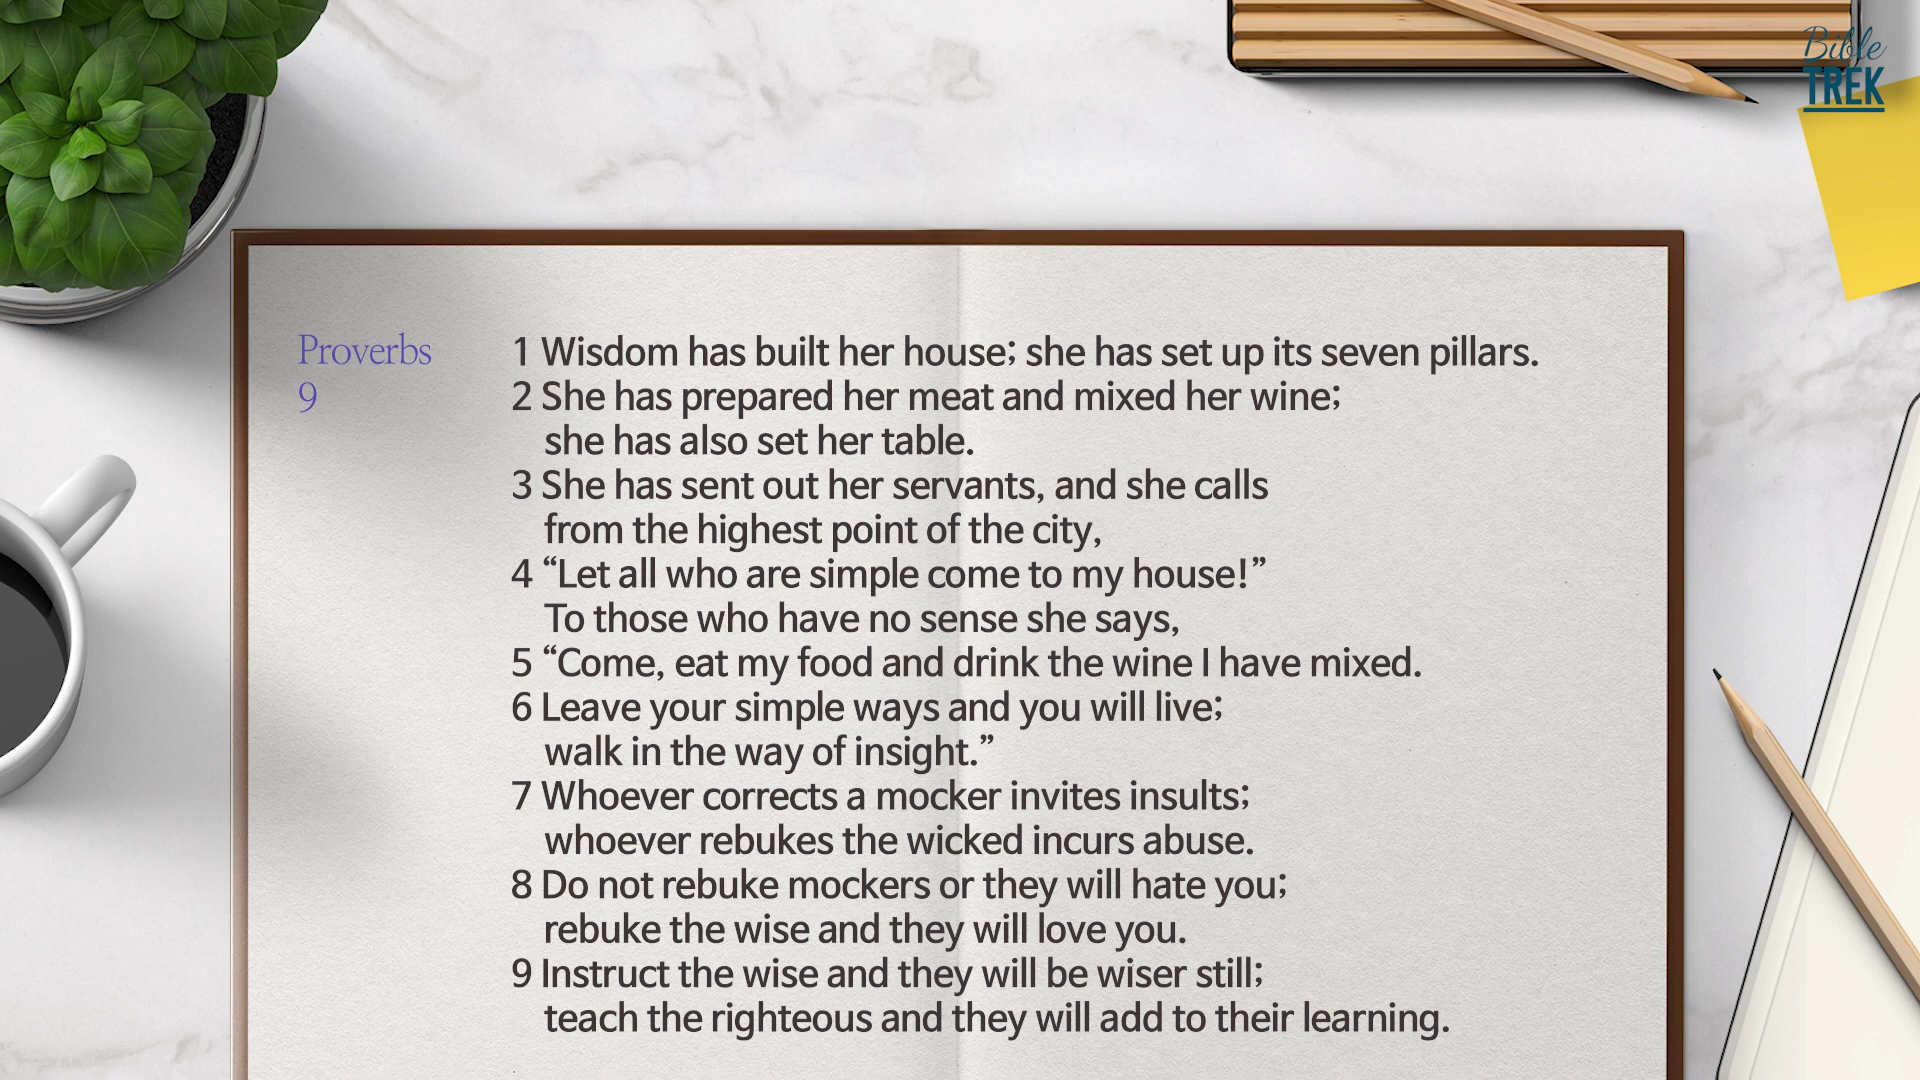 Bible
TREK
Proverbs
9
1 Wisdom has built her house; she has set up its seven pillars.
2 She has prepared her meat and mixed her wine;
she has also set her table.
3 She has sent out her servants, and she calls
from the highest point of the city,
4 “Let all who are simple come to my house!”
To those who have no sense she says,
5 “Come, eat my food and drink the wine I have mixed.
6 Leave your simple ways and you will live;
walk in the way of insight.”
7 Whoever corrects a mocker invites insults;
whoever rebukes the wicked incurs abuse.
8 Do not rebuke mockers or they will hate you;
rebuke the wise and they will love you.
9 Instruct the wise and they will be wiser still;
teach the righteous and they will add to their learning.